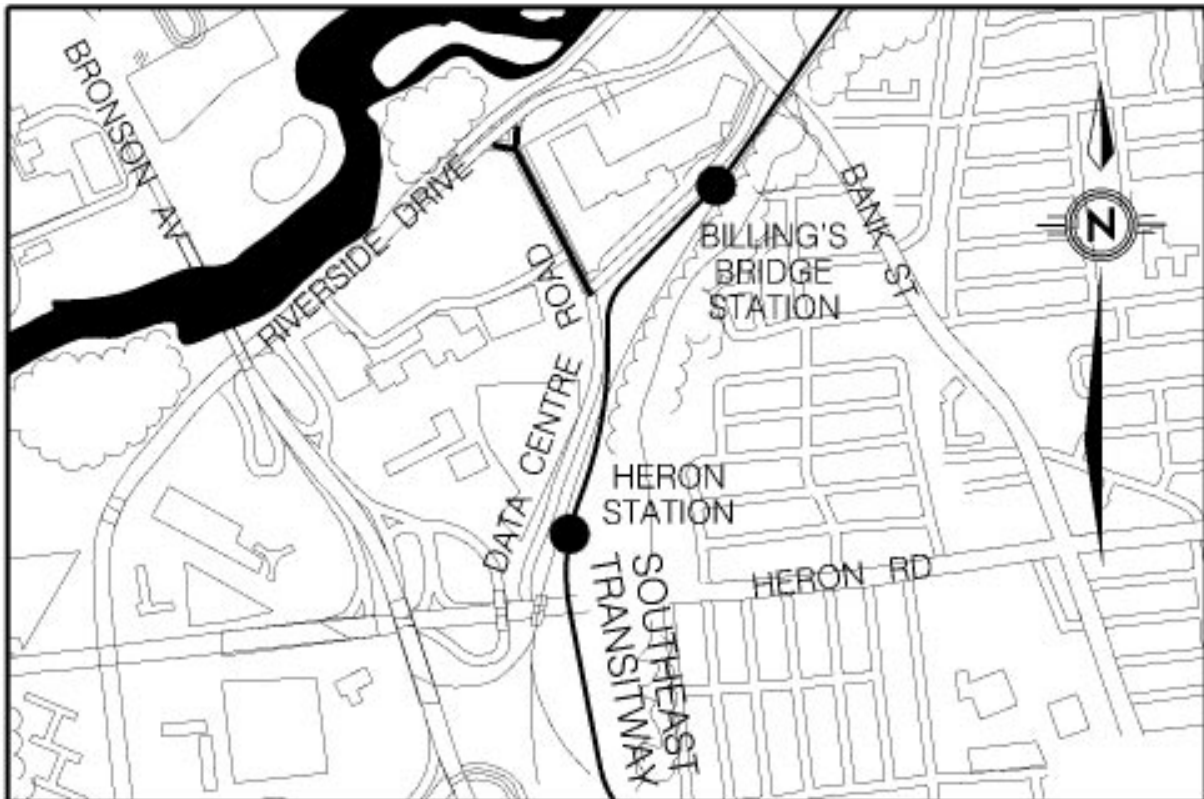 BRONSON AV
RIVERSIDE DRIVE
BANK ST
BILLING'S
BRIDGE
STATION
N
DATA CENTRE ROAD
HERON
STATION
HERON RD
SOUTHEAST
TRANSITWAY